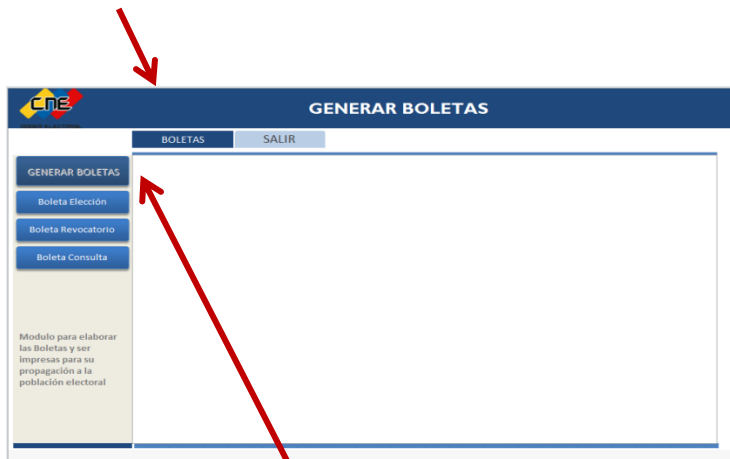 CNE
GENERAR BOLETAS
BOLETAS SALIR
GENERAR BOLETAS
Boleta Elección
Boleta Revocatorio
Boleta Consulta
Modulo para elaborar
las Boletas y ser
impresas para su
propagación a la
población electoral